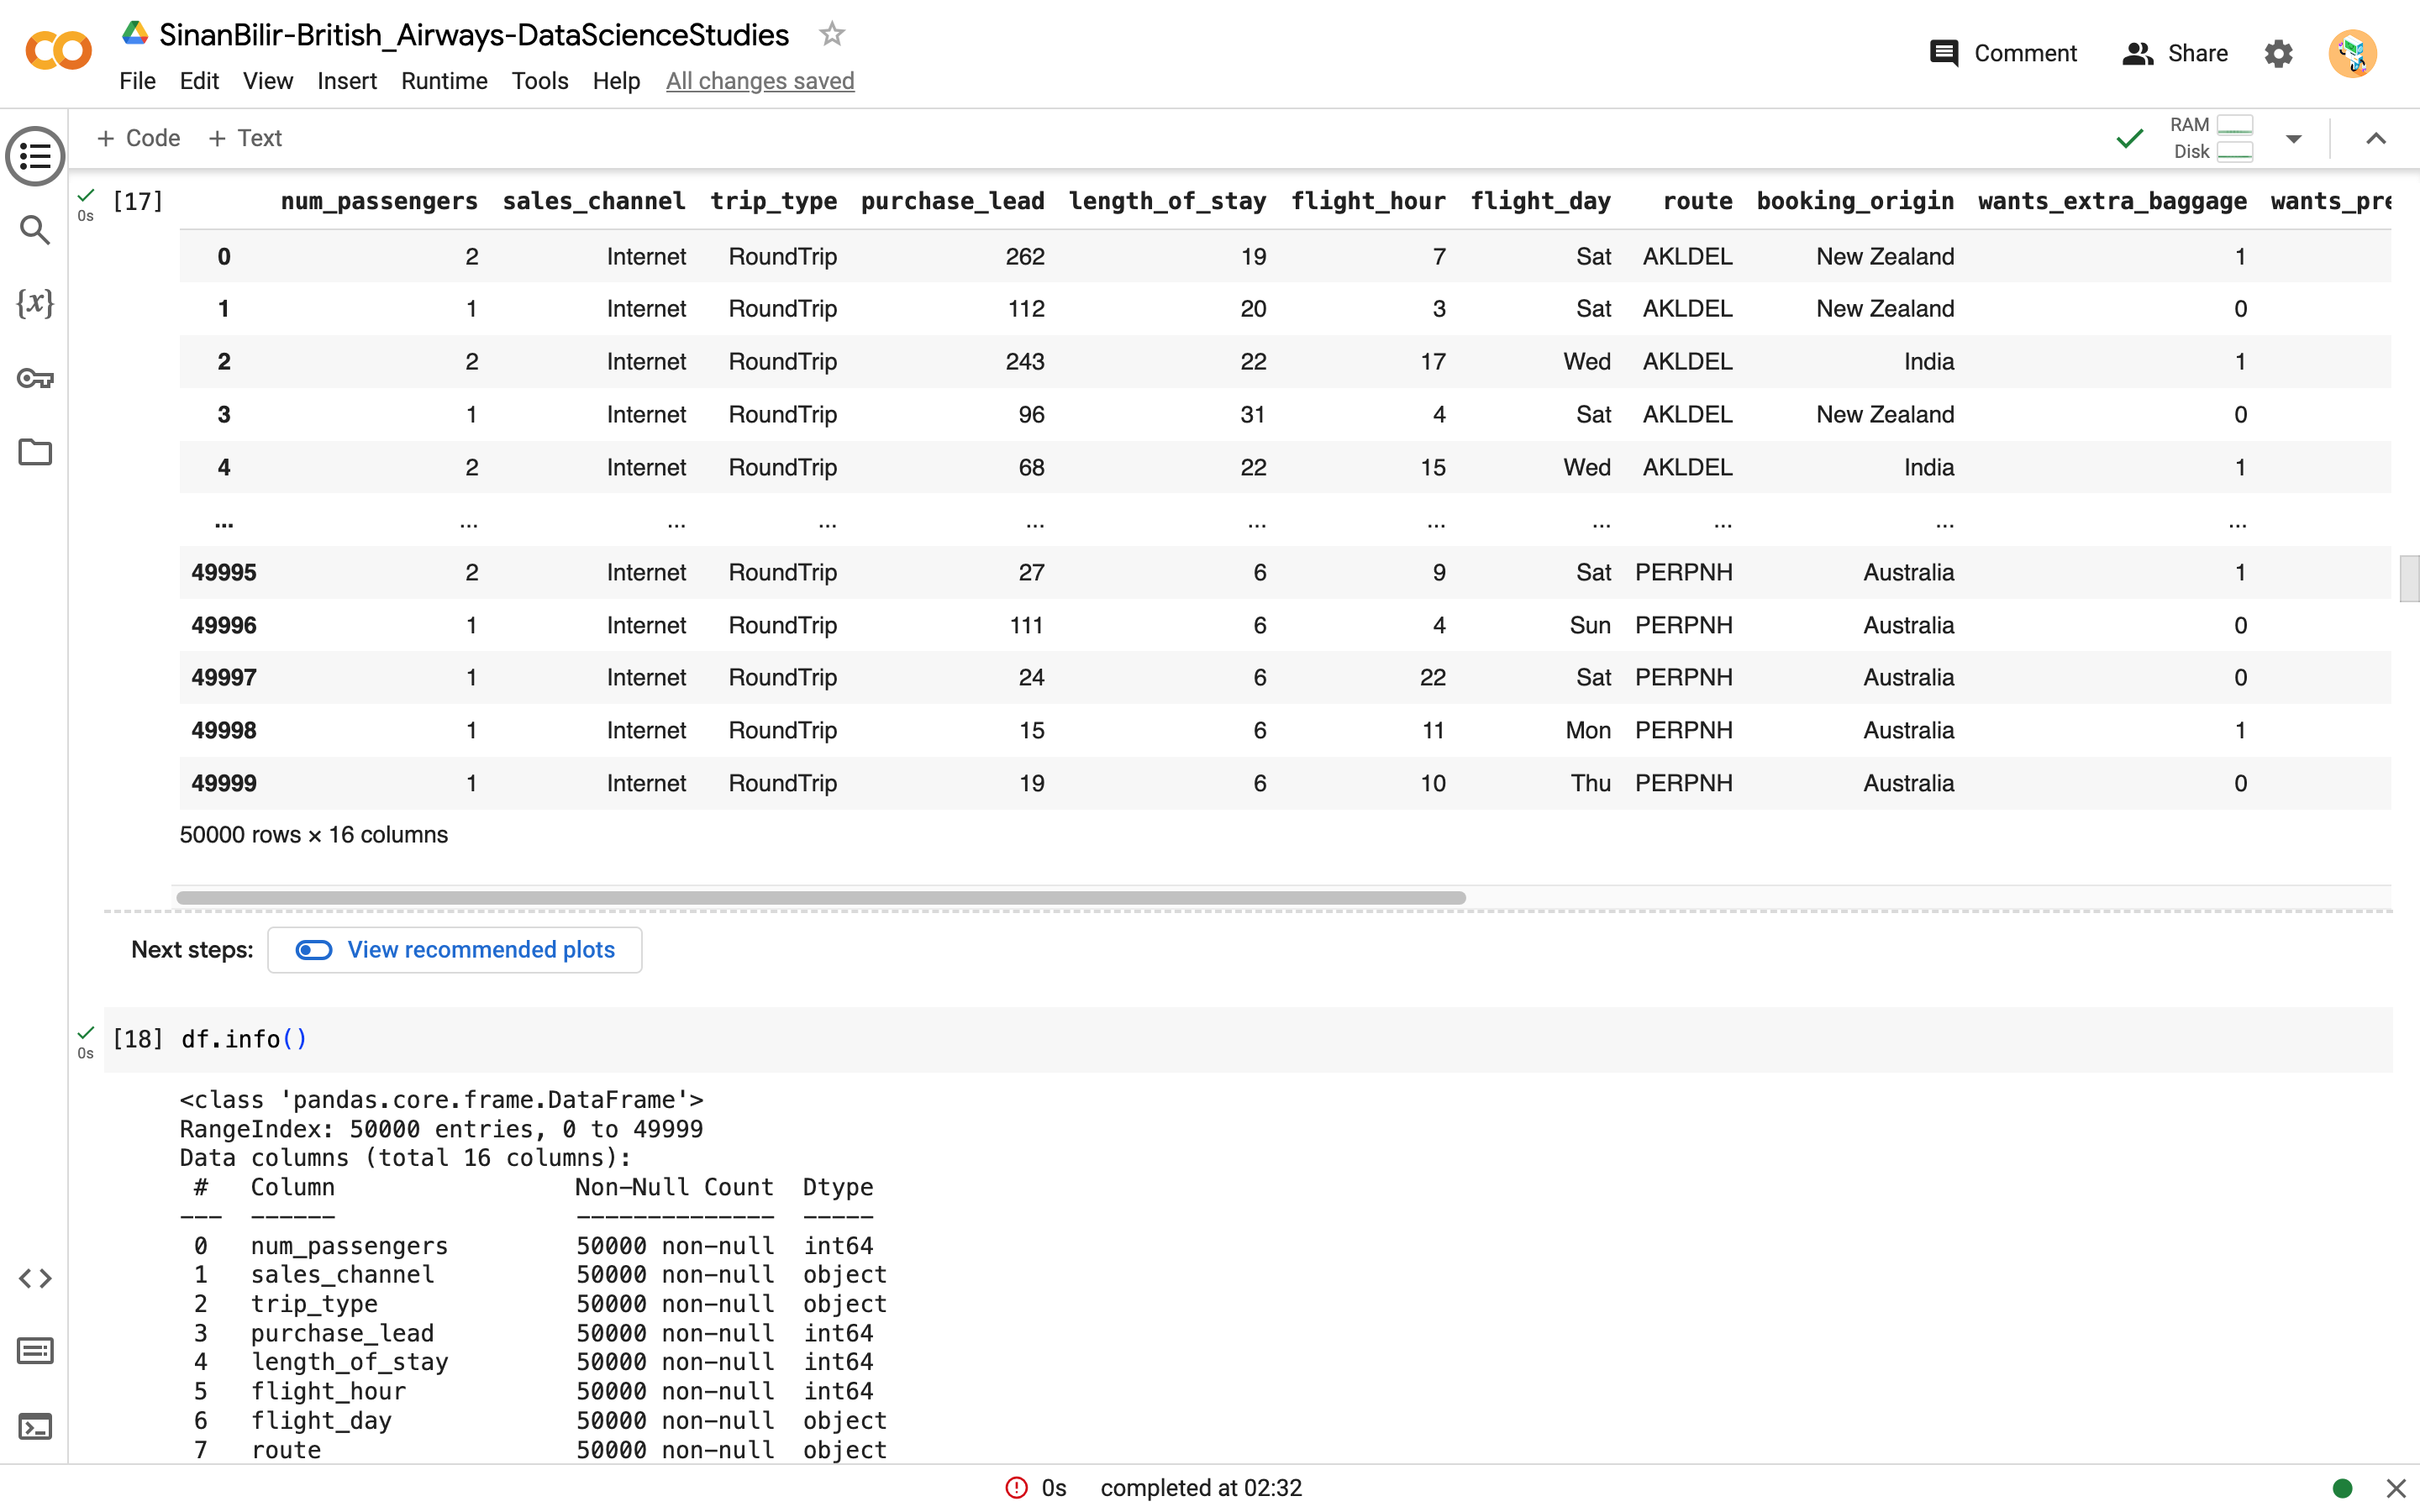 SinanBilir-British_Airways-DataScienceStudies
File Edit View Insert Runtime Tools Help All changes saved
Comment Share
+ Code + Text
RAM
Disk
0s [17] num_passengers sales_channel trip_type purchase_lead length_of_stay flight_hour flight_day route booking_origin wants_extra_baggage wants_pre
0 2 Internet RoundTrip 262 19 7 Sat AKLDEL New Zealand 1
1 1 Internet RoundTrip 112 20 3 Sat AKLDEL New Zealand 0
2 2 Internet RoundTrip 243 22 17 Wed AKLDEL India 1
3 1 Internet RoundTrip 96 31 4 Sat AKLDEL New Zealand 0
4 2 Internet RoundTrip 68 22 15 Wed AKLDEL India 1
... ... ... ... ... ... ... ... ... ... ...
49995 2 Internet RoundTrip 27 6 9 Sat PERPNH Australia 1
49996 1 Internet RoundTrip 111 6 4 Sun PERPNH Australia 0
49997 1 Internet RoundTrip 24 6 22 Sat PERPNH Australia 0
49998 1 Internet RoundTrip 15 6 11 Mon PERPNH Australia 1
49999 1 Internet RoundTrip 19 6 10 Thu PERPNH Australia 0
50000 rows × 16 columns
Next steps: View recommended plots
0s [18] df.info()
<class 'pandas.core.frame.DataFrame'>
RangeIndex: 50000 entries, 0 to 49999
Data columns (total 16 columns):
# Column Non-Null Count Dtype
--- ------ -------------- -----
0 num_passengers 50000 non-null int64
1 sales_channel 50000 non-null object
2 trip_type 50000 non-null object
3 purchase_lead 50000 non-null int64
4 length_of_stay 50000 non-null int64
5 flight_hour 50000 non-null int64
6 flight_day 50000 non-null object
7 route 50000 non-null object
0s completed at 02:32